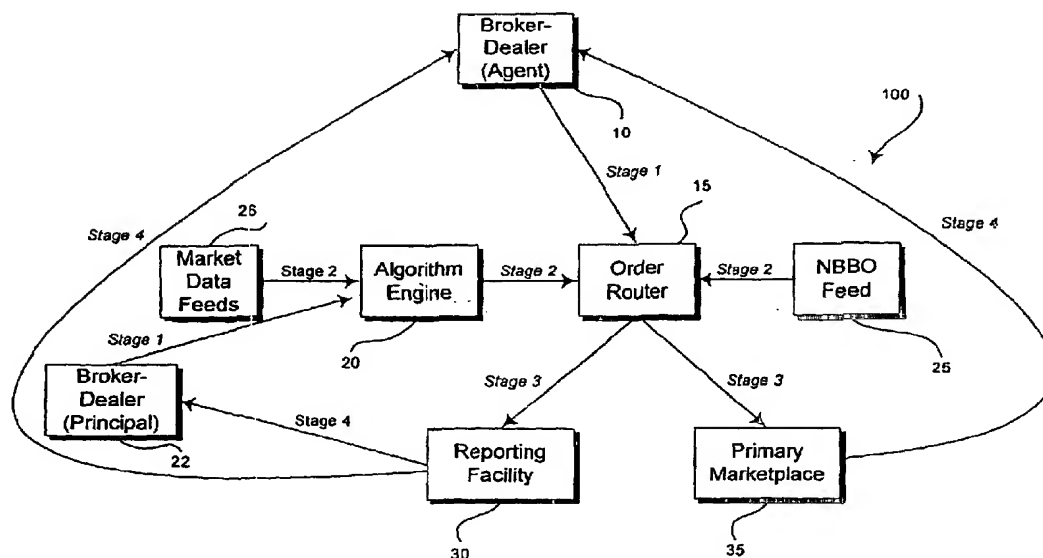 Broker-
Dealer
(Agent)
10
100
Stage 1
15
Stage 4
Stage 4
26
Market
Data
Feeds
Stage 2
Algorithm
Engine
Stage 2
Order
Router
Stage 2
NBBO
Feed
Stage 1
20
25
Broker-
Dealer
(Principal)
22
Stage 4
Stage 3
Stage 3
Reporting
Facility
30
Primary
Marketplace
35